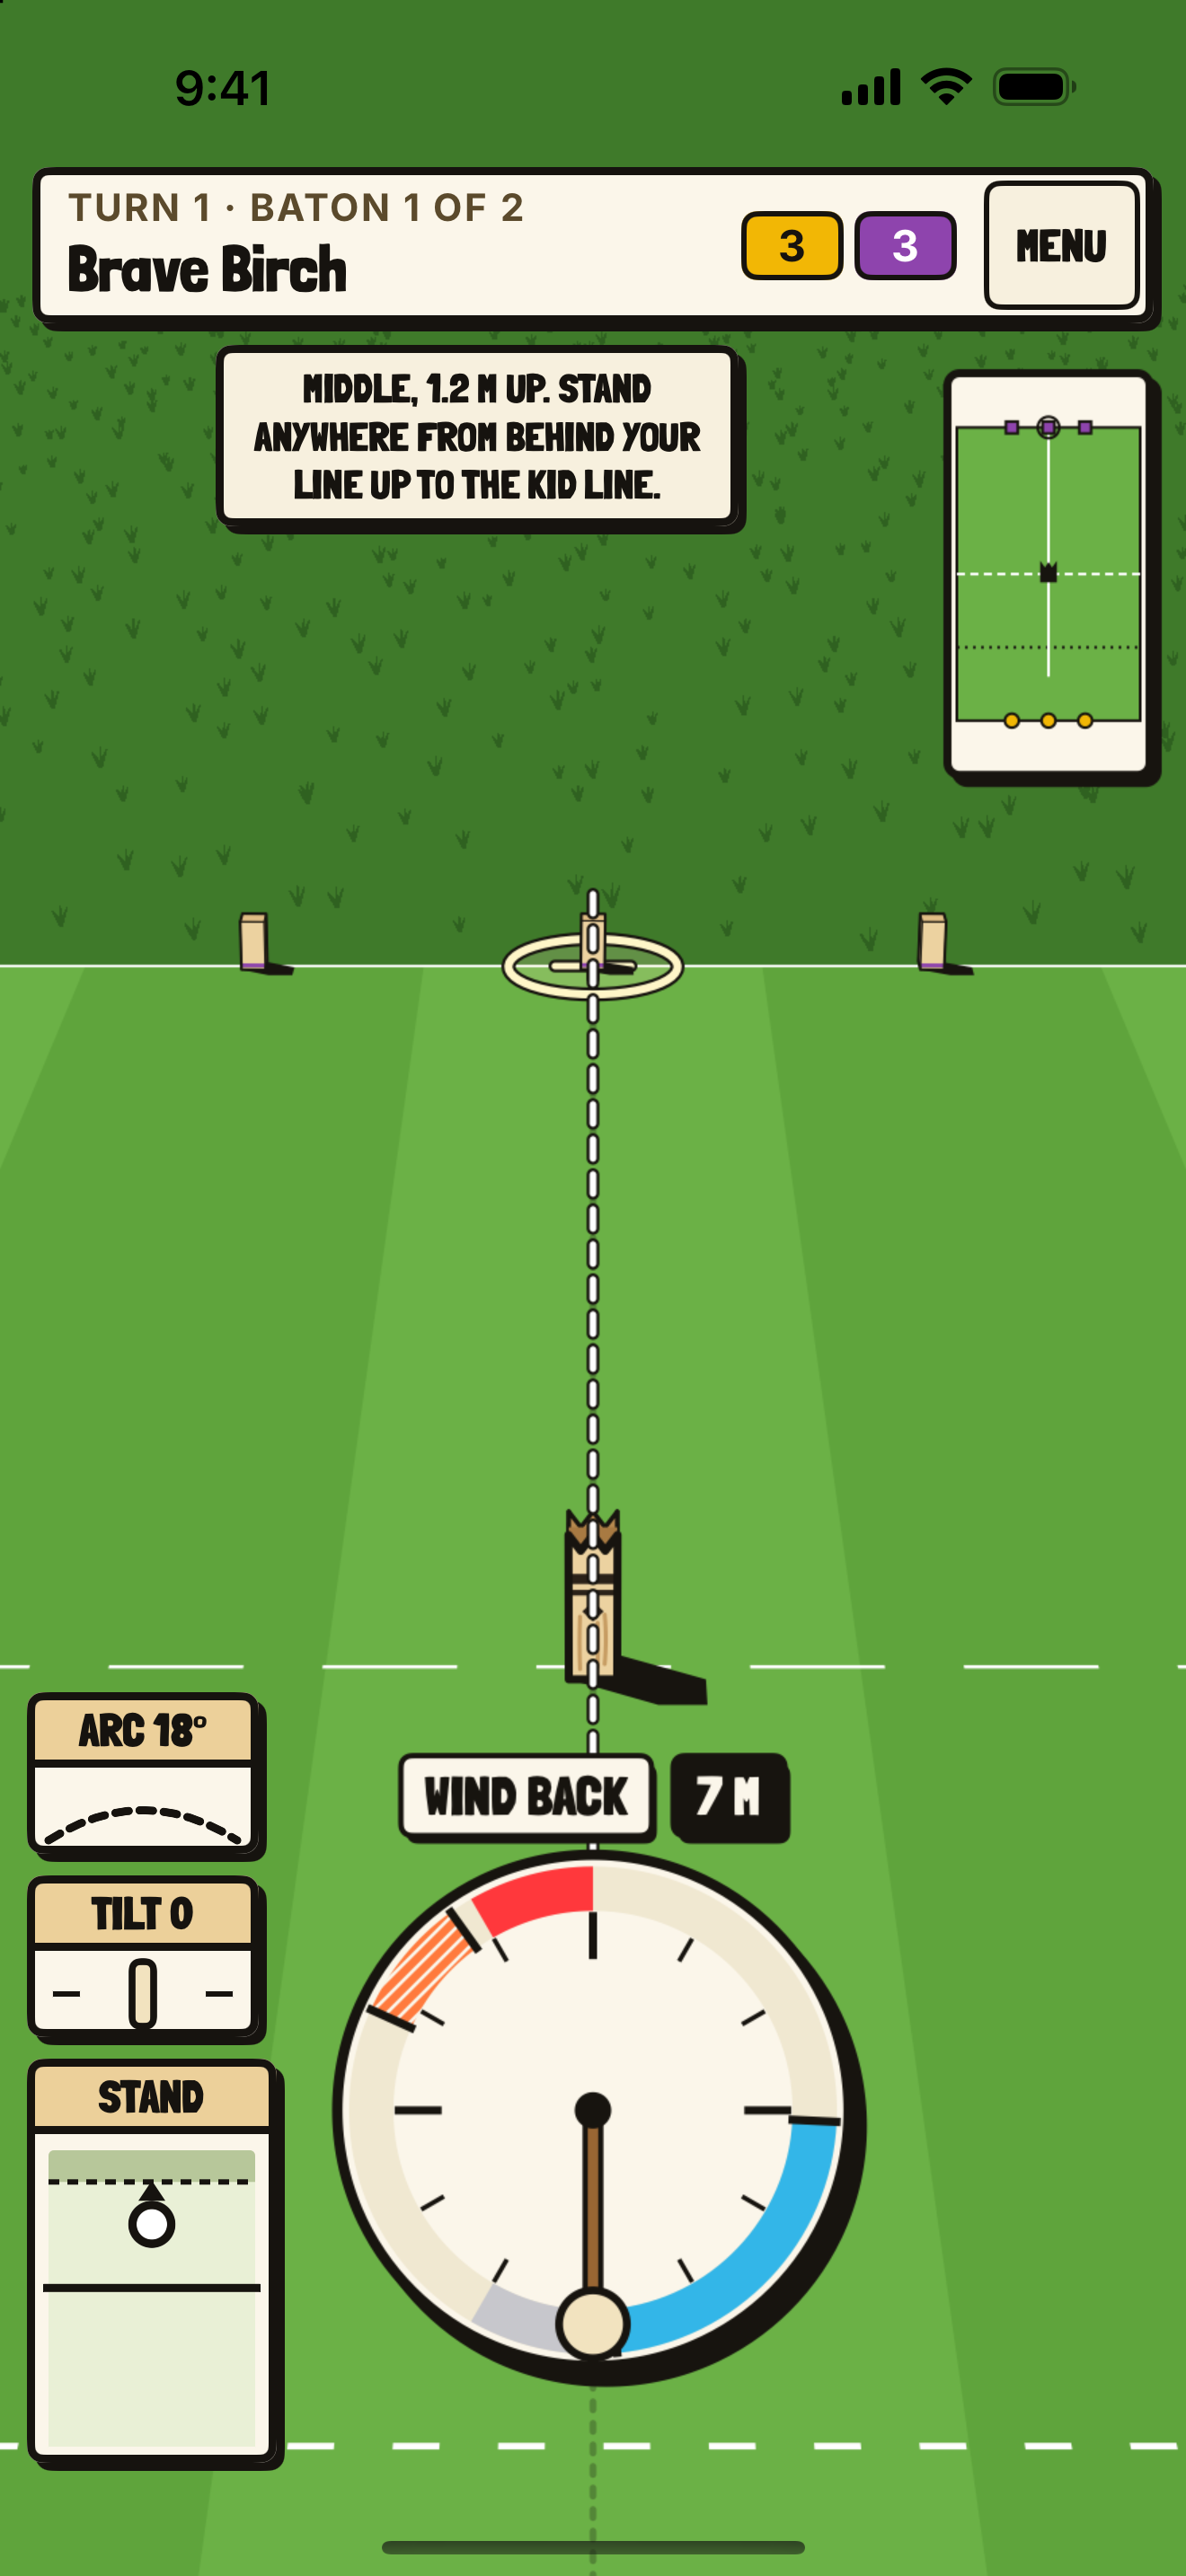 9:41
TURN 1 · BATON 1 OF 2
Brave Birch
3
3
MENU
MIDDLE, 1.2 M UP. STAND
ANYWHERE FROM BEHIND YOUR
LINE UP TO THE KID LINE.
ARC 18°
WIND BACK
7 M
TILT 0
STAND